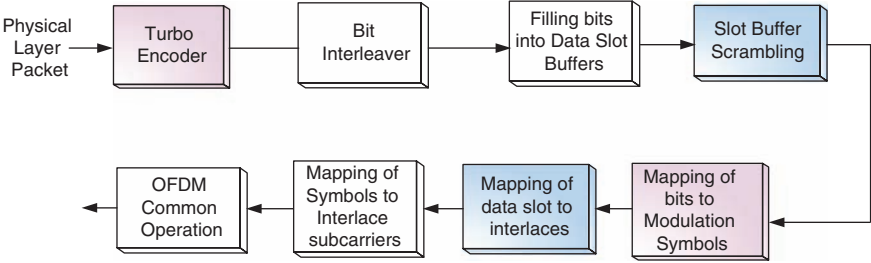 Physical
Layer
Packet
Turbo
Encoder
Bit
Interleaver
Filling bits
into Data Slot
Buffers
Slot Buffer
Scrambling
OFDM
Common
Operation
Mapping of
Symbols to
Interlace
subcarriers
Mapping of
data slot to
interlaces
Mapping of
bits to
Modulation
Symbols